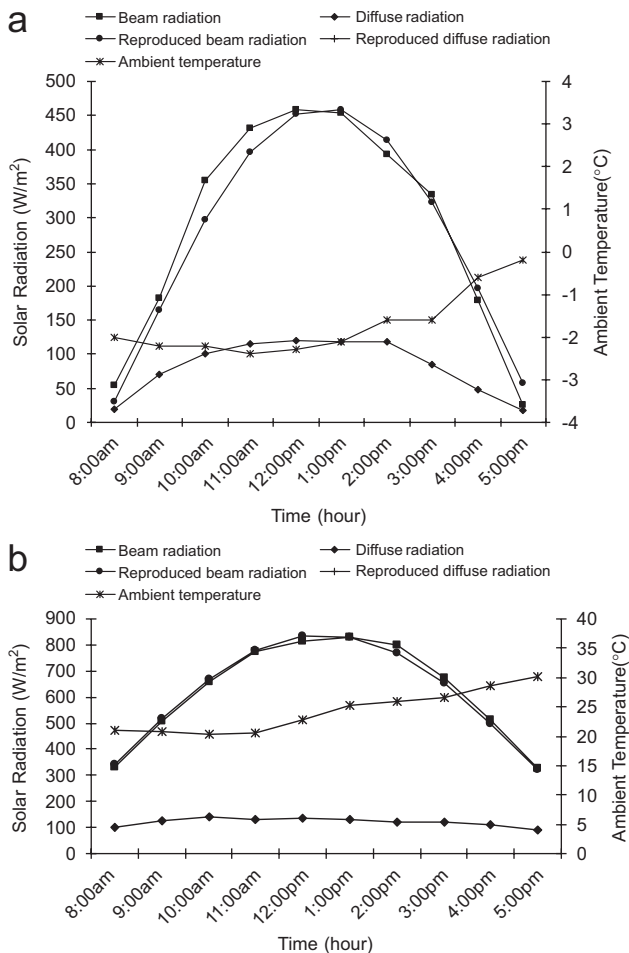 a
Beam radiation
Diffuse radiation
Reproduced beam radiation
Reproduced diffuse radiation
Ambient temperature
500
450
400
350
300
250
200
150
100
50
0
Solar Radiation (W/m²)
4
3
2
1
0
-1
-2
-3
-4
Ambient Temperature(°C)
8:00am
9:00am
10:00am
11:00am
12:00pm
1:00pm
2:00pm
3:00pm
4:00pm
5:00pm
Time (hour)
b
Beam radiation
Diffuse radiation
Reproduced beam radiation
Reproduced diffuse radiation
Ambient temperature
900
800
700
600
500
400
300
200
100
0
Solar Radiation (W/m²)
40
35
30
25
20
15
10
5
0
Ambient Temperature(°C)
8:00am
9:00am
10:00am
11:00am
12:00pm
1:00pm
2:00pm
3:00pm
4:00pm
5:00pm
Time (hour)